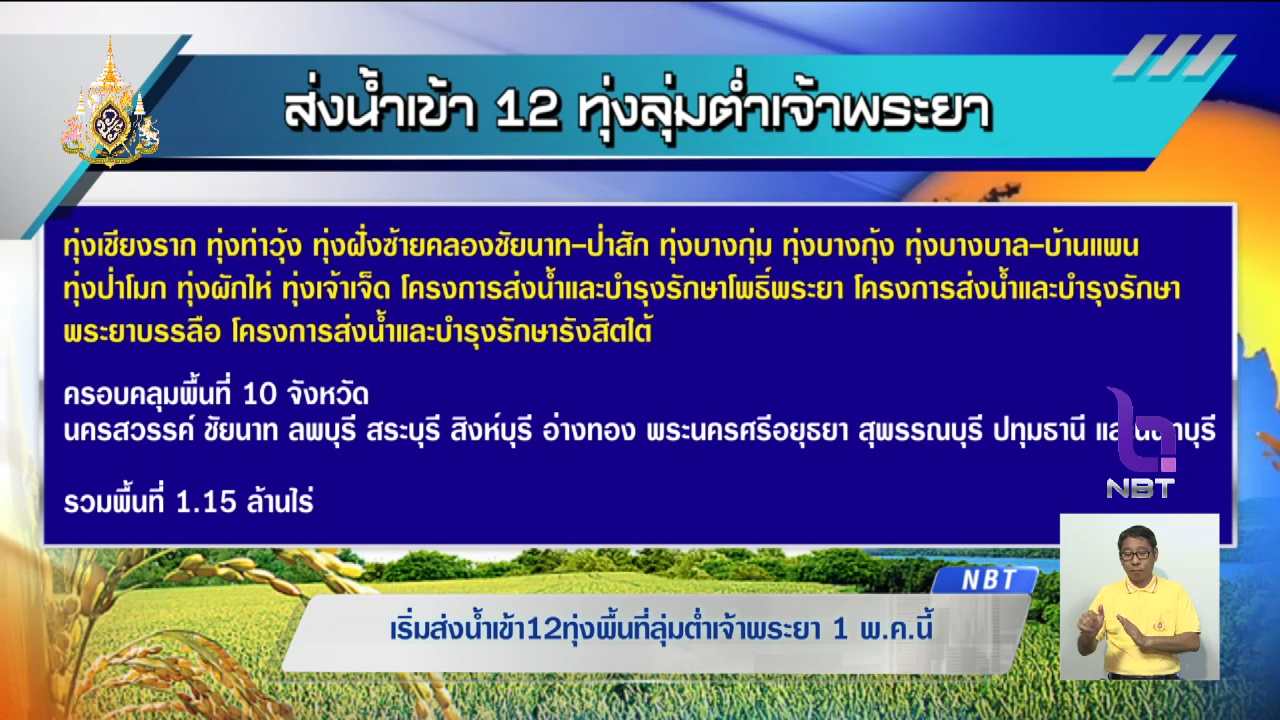 ส่งน้ำเข้า 12 ทุ่งลุ่มต่ำเจ้าพระยา
ทุ่งเชียงราก ทุ่งท่าวุ้ง ทุ่งฝั่งซ้ายคลองชัยนาท-ป่าสัก ทุ่งบางกุ่ม ทุ่งบางกุ้ง ทุ่งบางบาล-บ้านแพน
ทุ่งป่าโมก ทุ่งผักไห่ ทุ่งเจ้าเจ็ด โครงการส่งน้ำและบำรุงรักษาโพธิ์พระยา โครงการส่งน้ำและบำรุงรักษา
พระยาบรรลือ โครงการส่งน้ำและบำรุงรักษารังสิตใต้
ครอบคลุมพื้นที่ 10 จังหวัด
นครสวรรค์ ชัยนาท ลพบุรี สระบุรี สิงห์บุรี อ่างทอง พระนครศรีอยุธยา สุพรรณบุรี ปทุมธานี และนนทบุรี
รวมพื้นที่ 1.15 ล้านไร่
NBT
NBT
เริ่มส่งน้ำเข้า12ทุ่งพื้นที่ลุ่มต่ำเจ้าพระยา 1 พ.ค.นี้